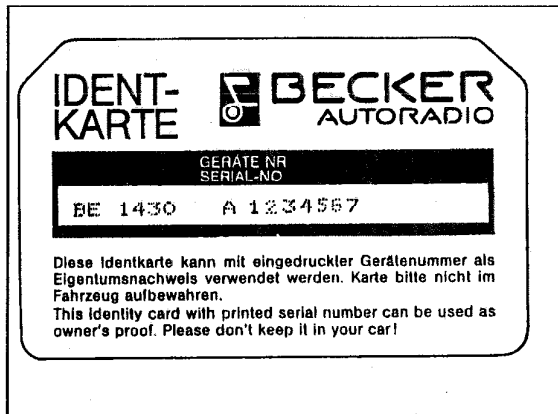 IDENT-
KARTE
BECKER
AUTORADIO
GERÄTE NR
SERIAL-NO
BE 1430 A 1234567
Diese Identkarte kann mit eingedruckter Gerätenummer als
Eigentumsnachweis verwendet werden. Karte bitte nicht im
Fahrzeug aufbewahren.
This identity card with printed serial number can be used as
owner's proof. Please don't keep it in your car!